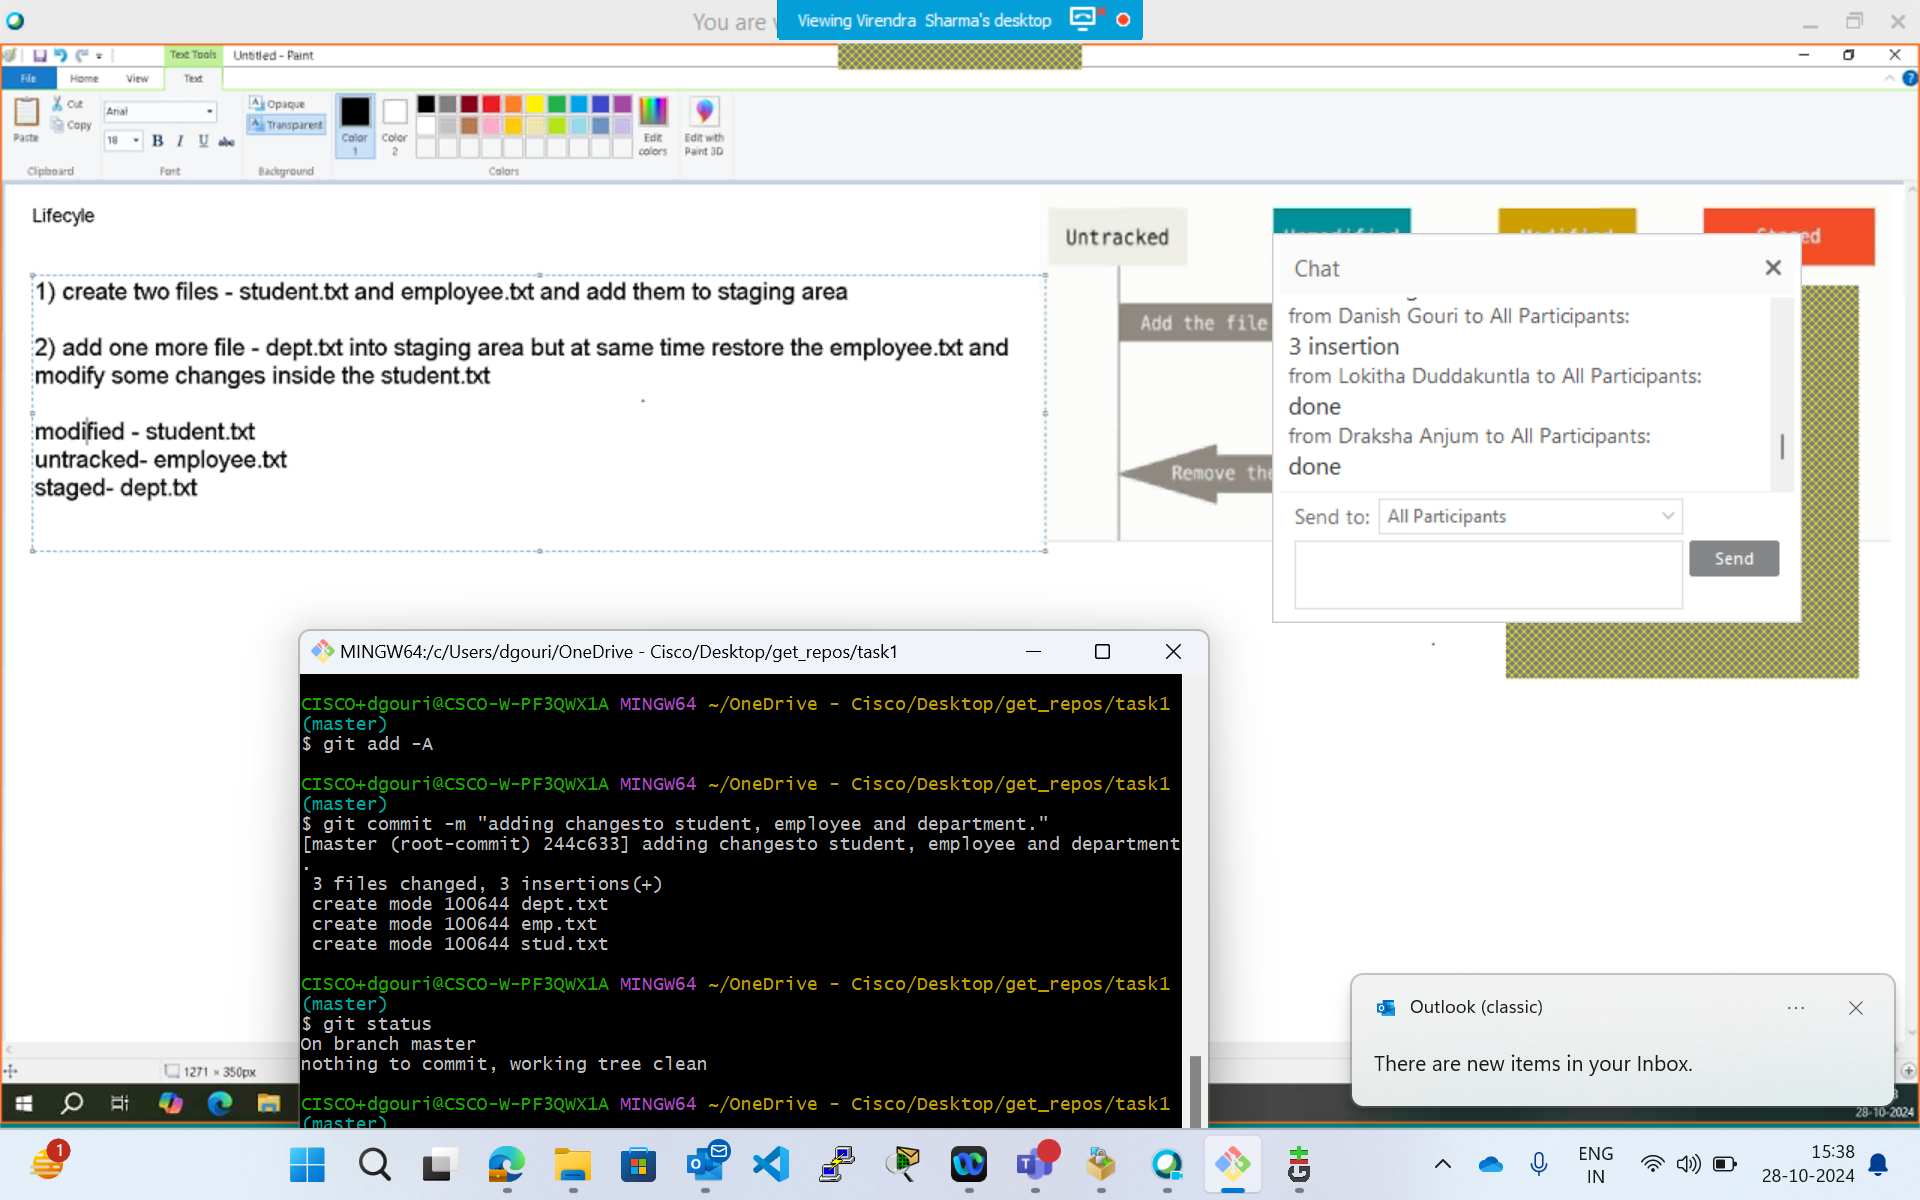 You are
Viewing Virendra Sharma's desktop
Text Tools
Untitled - Paint
File
Home
View
Text
Paste
Cut
Copy
Clipboard
Arial
18
B I U abc
Font
Opaque
Transparent
Background
Color 1
Color 2
Colors
Edit colors
Edit with Paint 3D
Lifecyle
1) create two files - student.txt and employee.txt and add them to staging area
2) add one more file - dept.txt into staging area but at same time restore the employee.txt and
modify some changes inside the student.txt
modified - student.txt
untracked- employee.txt
staged- dept.txt
Untracked
Add the file
Remove the
Chat
from Danish Gouri to All Participants:
3 insertion
from Lokitha Duddakuntla to All Participants:
done
from Draksha Anjum to All Participants:
done
Send to:
All Participants
Send
MINGW64:/c/Users/dgouri/OneDrive - Cisco/Desktop/get_repos/task1
CISCO+dgouri@CSCO-W-PF3QWX1A MINGW64 ~/OneDrive - Cisco/Desktop/get_repos/task1
(master)
$ git add -A
CISCO+dgouri@CSCO-W-PF3QWX1A MINGW64 ~/OneDrive - Cisco/Desktop/get_repos/task1
(master)
$ git commit -m "adding changesto student, employee and department."
[master (root-commit) 244c633] adding changesto student, employee and department
.
3 files changed, 3 insertions(+)
create mode 100644 dept.txt
create mode 100644 emp.txt
create mode 100644 stud.txt
CISCO+dgouri@CSCO-W-PF3QWX1A MINGW64 ~/OneDrive - Cisco/Desktop/get_repos/task1
(master)
$ git status
On branch master
nothing to commit, working tree clean
CISCO+dgouri@CSCO-W-PF3QWX1A MINGW64 ~/OneDrive - Cisco/Desktop/get_repos/task1
(master)
1271 × 350px
Outlook (classic)
There are new items in your Inbox.
28-10-2024
1
ENG
IN
15:38
28-10-2024